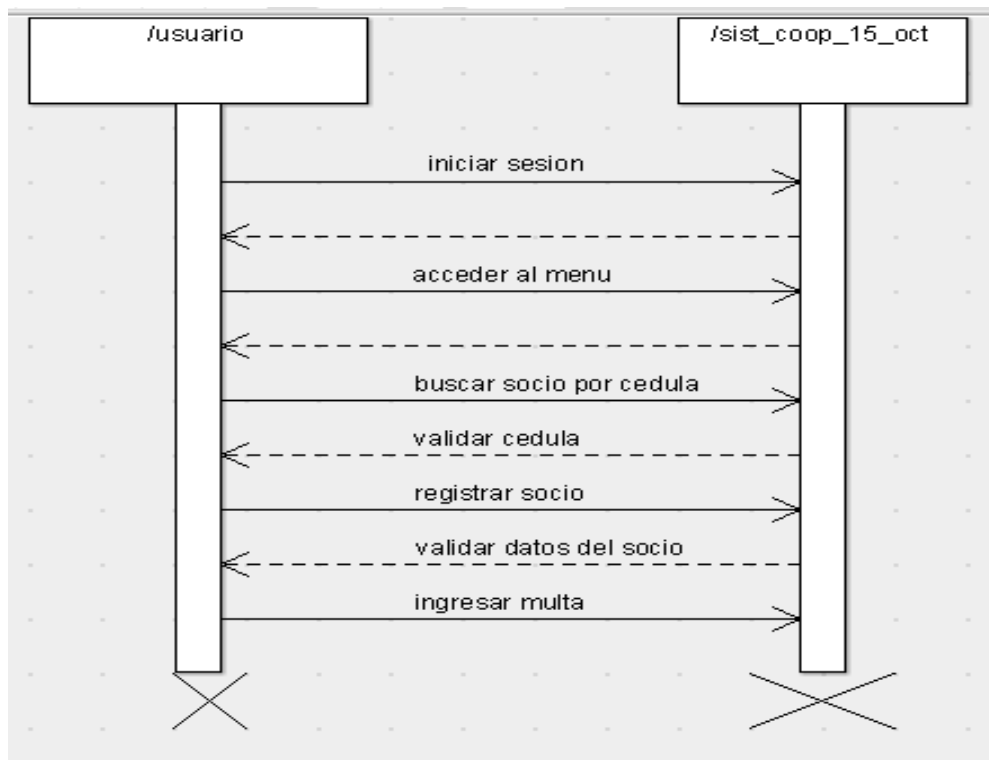 /usuario
/sist_coop_15_oct
iniciar sesion
acceder al menu
buscar socio por cedula
validar cedula
registrar socio
validar datos del socio
ingresar multa